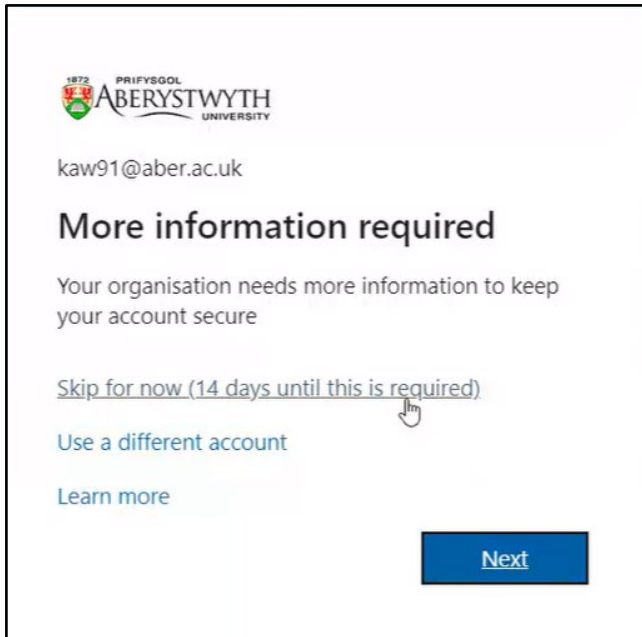 1872 PRIFYSGOL
ABERYSTWYTH
UNIVERSITY
kaw91@aber.ac.uk
More information required
Your organisation needs more information to keep
your account secure
Skip for now (14 days until this is required)
Use a different account
Learn more
Next